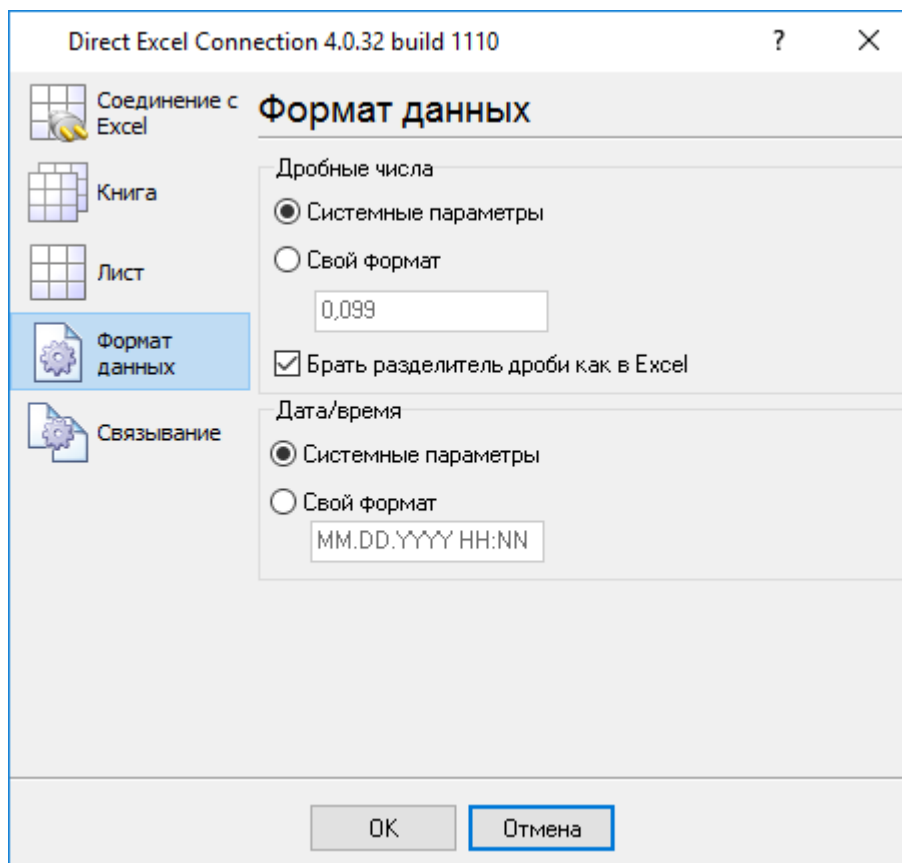 Direct Excel Connection 4.0.32 build 1110
?
Соединение с
Excel
Книга
Лист
Формат
данных
Связывание
Формат данных
Дробные числа
Системные параметры
Свой формат
0,099
Брать разделитель дроби как в Excel
Дата/время
Системные параметры
Свой формат
MM.DD.YYYY HH:NN
OK
Отмена